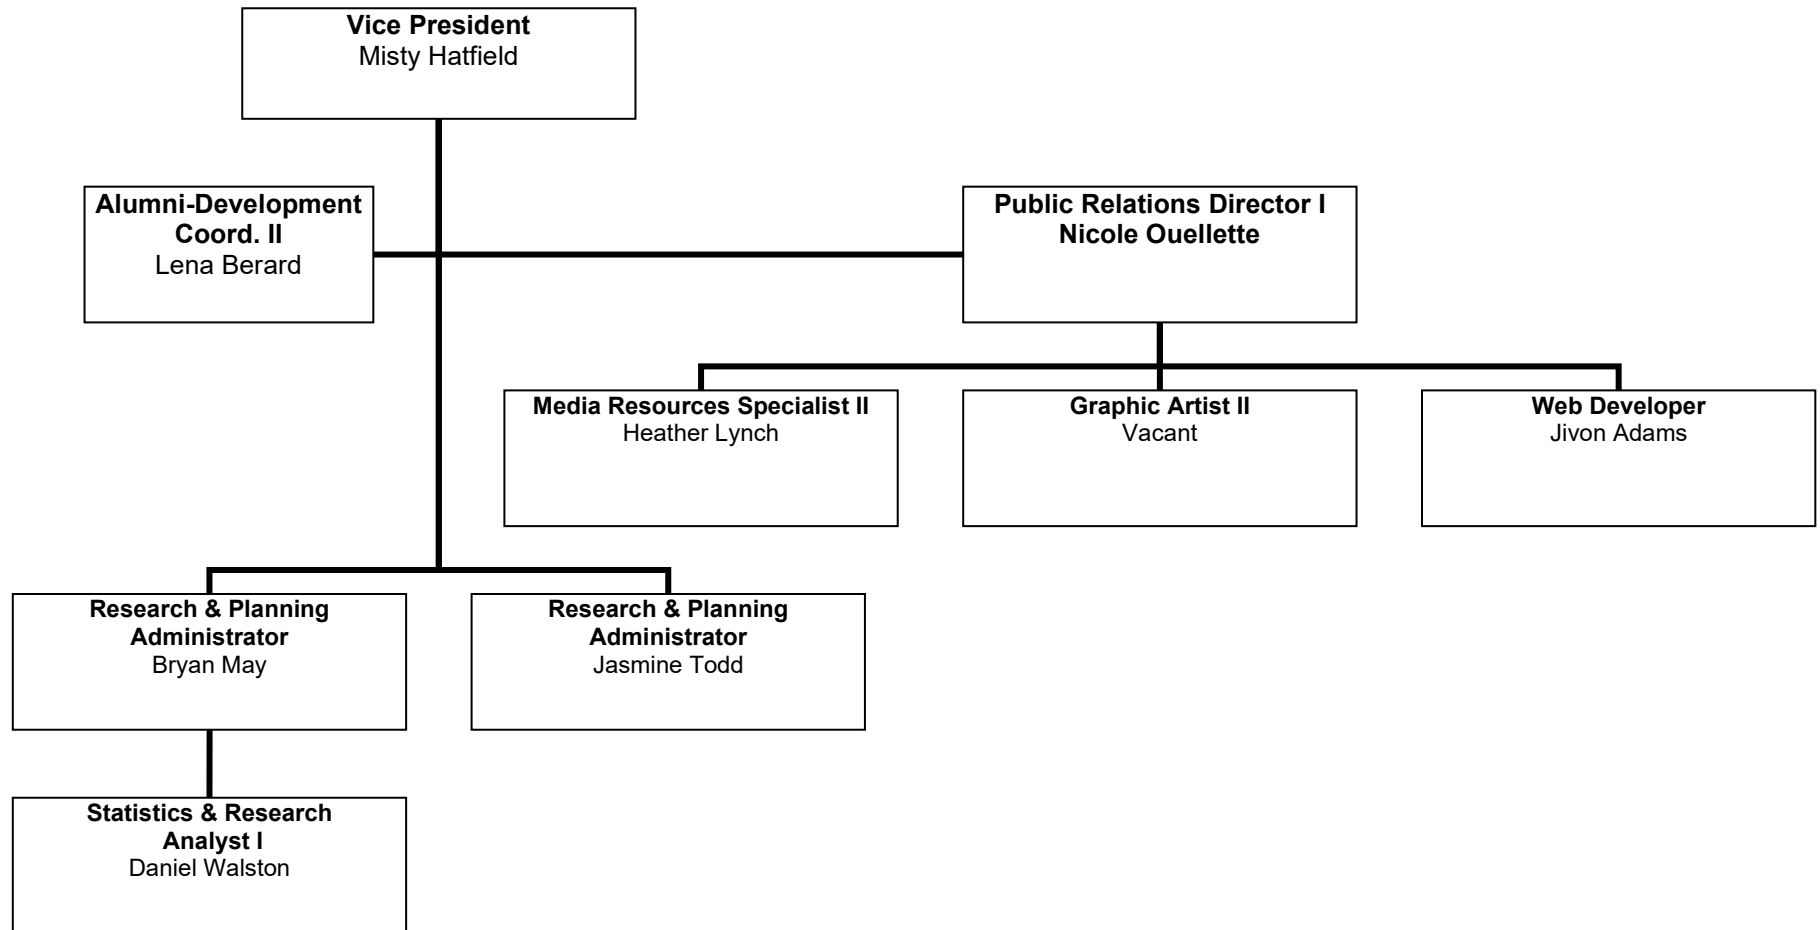 Vice President
Misty Hatfield
Alumni-Development
Coord. II
Lena Berard
Public Relations Director I
Nicole Ouellette
Media Resources Specialist II
Heather Lynch
Graphic Artist II
Vacant
Web Developer
Jivon Adams
Research & Planning
Administrator
Bryan May
Research & Planning
Administrator
Jasmine Todd
Statistics & Research
Analyst I
Daniel Walston